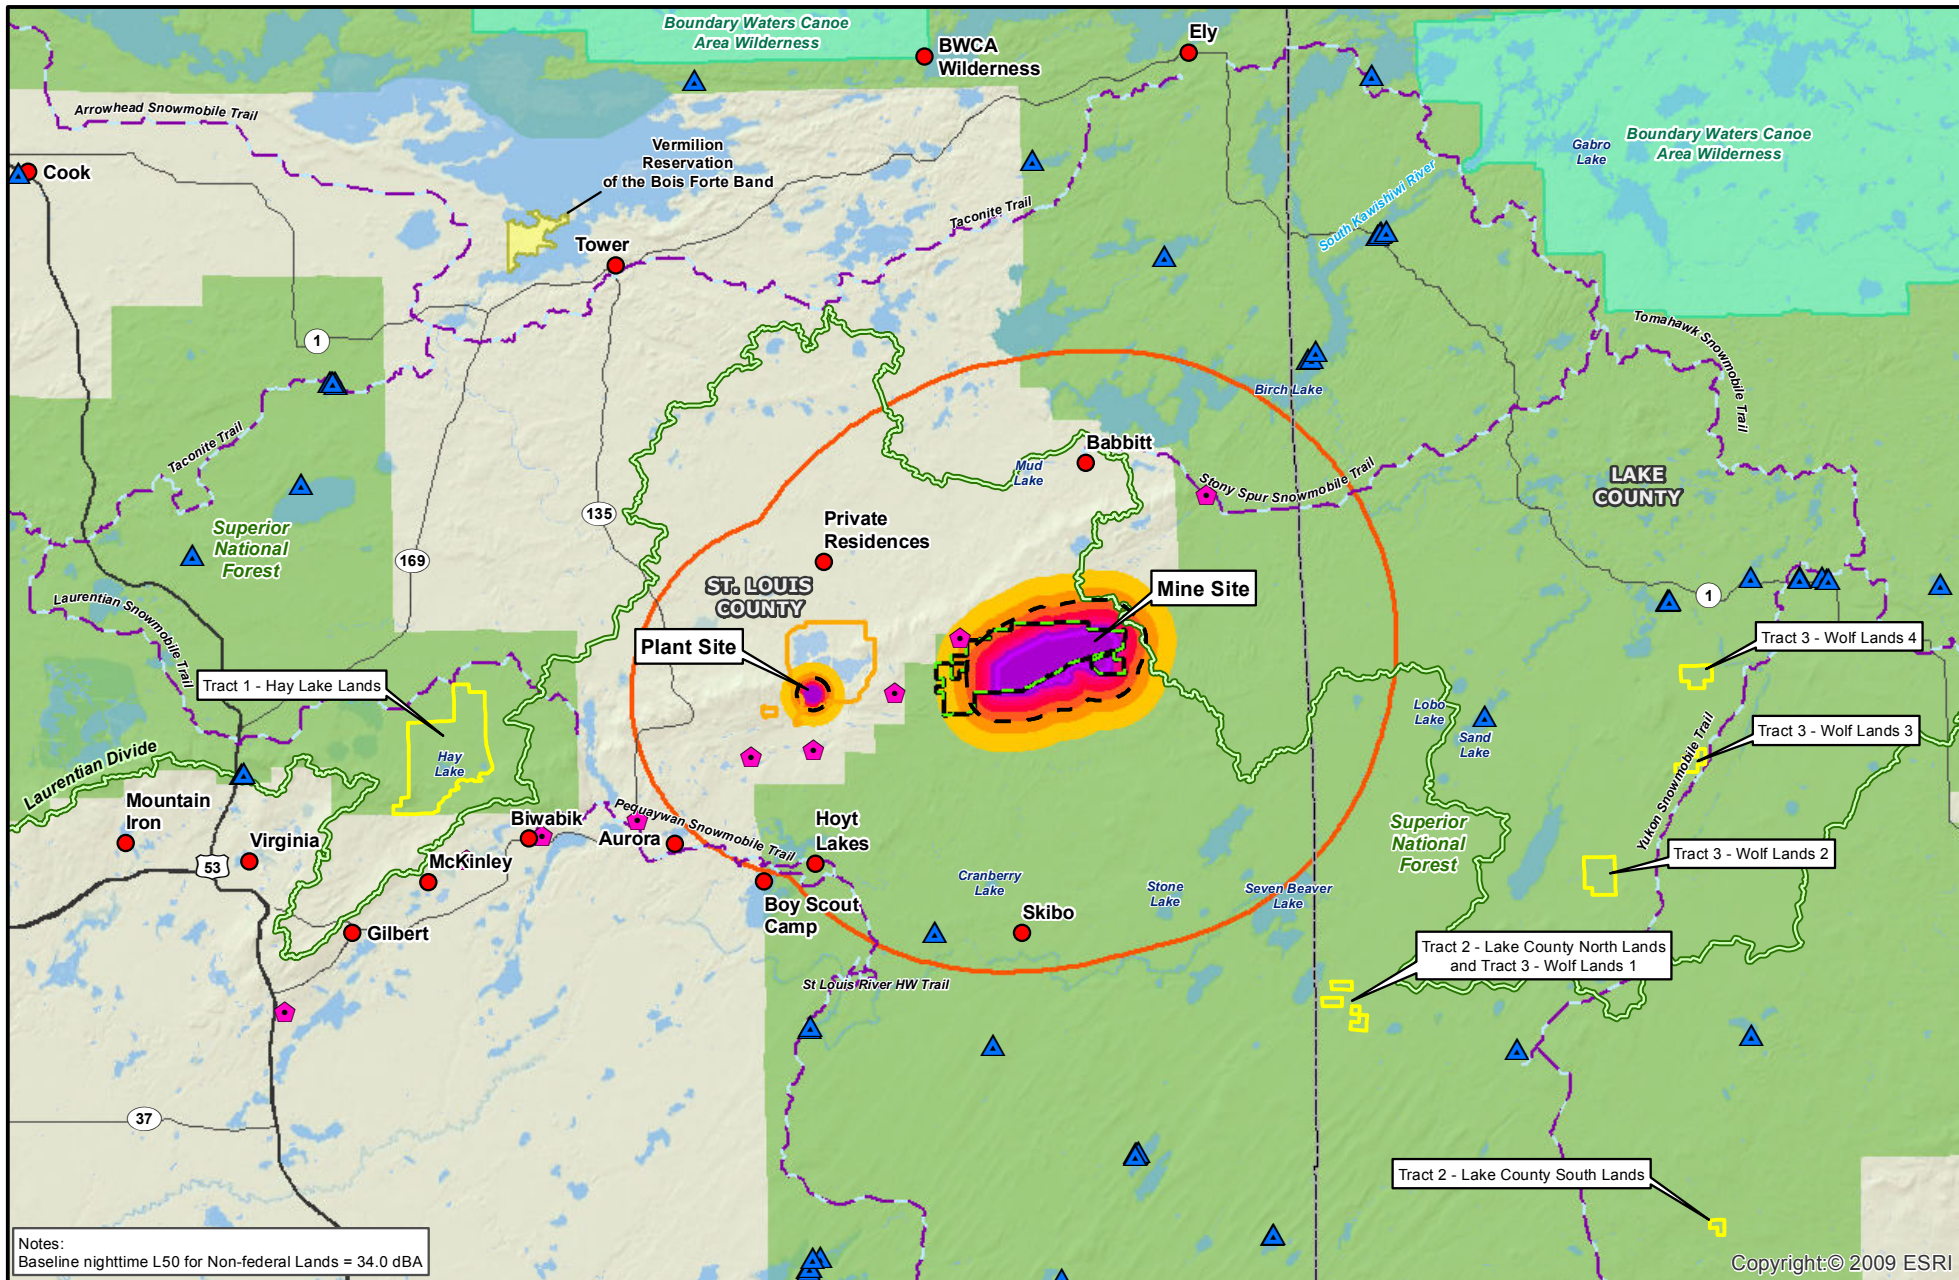 Boundary Waters Canoe
Area Wilderness
Ely
BWCA
Wilderness
Arrowhead Snowmobile Trail
Vermilion
Reservation
of the Bois Forte Band
Gabro
Lake
Boundary Waters Canoe
Area Wilderness
Cook
South Kawishiwi River
Taconite Trail
Tower
1
Tomahawk Snowmobile Trail
Birch Lake
Taconite Trail
Babbitt
Mud
Lake
Stony Spur Snowmobile Trail
LAKE
COUNTY
135
Private
Residences
Superior
National
Forest
169
ST. LOUIS
COUNTY
Mine Site
1
Laurentian Snowmobile Trail
Plant Site
Tract 3 - Wolf Lands 4
Tract 1 - Hay Lake Lands
Lobo
Lake
Sand
Lake
Tract 3 - Wolf Lands 3
Hay
Lake
Laurentian Divide
Yukon Snowmobile Trail
Mountain
Iron
Biwabik
Pequaywan Snowmobile Trail
Hoyt
Lakes
Aurora
Virginia
Superior
National
Forest
53
McKinley
Tract 3 - Wolf Lands 2
Cranberry
Lake
Stone
Lake
Seven Beaver
Lake
Boy Scout
Camp
Skibo
Gilbert
Tract 2 - Lake County North Lands
and Tract 3 - Wolf Lands 1
St Louis River HW Trail
37
Tract 2 - Lake County South Lands
Notes:
Baseline nighttime L50 for Non-federal Lands = 34.0 dBA
Copyright:© 2009 ESRI